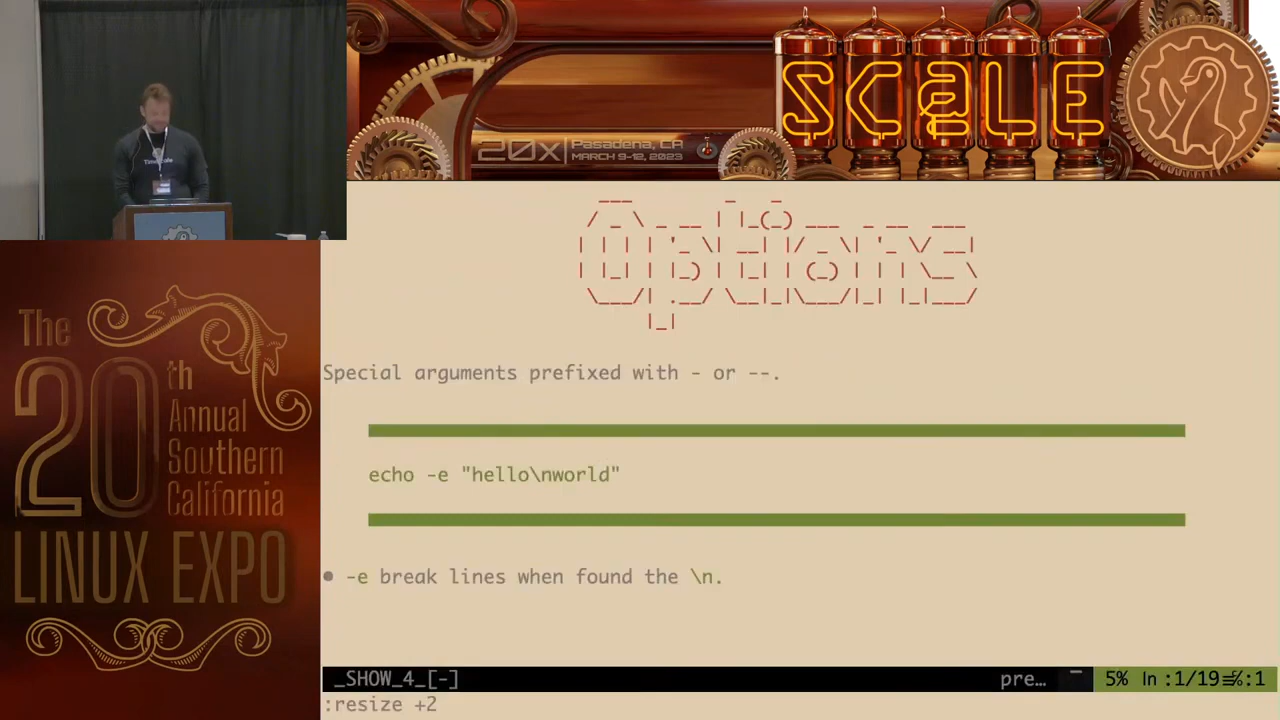 SCaLE
20x
Pasadena, CA
MARCH 9-12, 2023
Options
Special arguments prefixed with - or --.
echo -e "hello\nworld"
• -e break lines when found the \n.
_SHOW_4_[-]
pre…
5% ln :1/19
:1
:resize +2
The
20th
Annual
Southern
California
LINUX EXPO